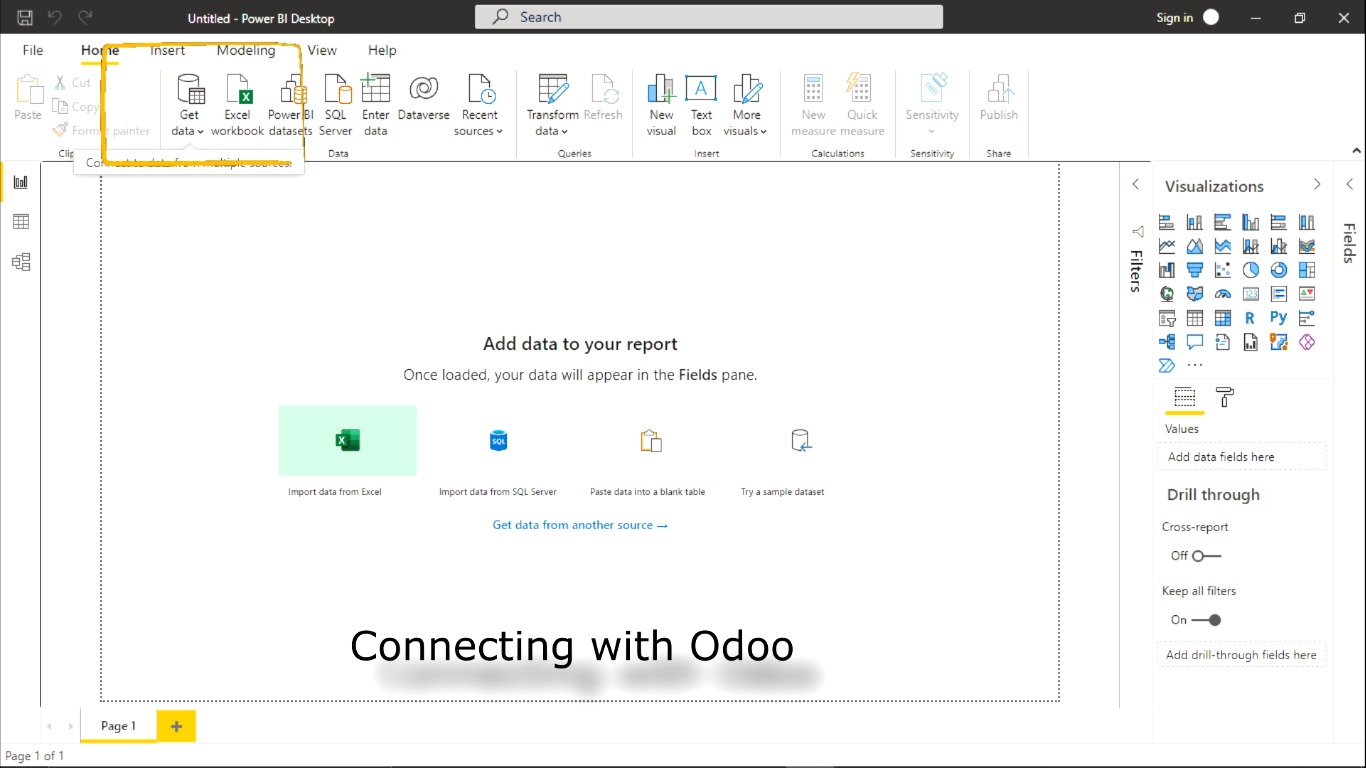 Untitled - Power BI Desktop
Search
Sign in
File Home Insert Modeling View Help
Paste
Cut
Copy
Format painter
Get data
Excel workbook
Power BI datasets
SQL Server
Enter data
Dataverse
Recent sources
Transform data
Refresh
New visual
Text box
More visuals
New measure
Quick measure
Sensitivity
Publish
Data
Queries
Insert
Calculations
Sensitivity
Share
Connect to data from multiple sources.
Filters
Visualizations
Fields
Add data to your report
Once loaded, your data will appear in the Fields pane.
Import data from Excel
Import data from SQL Server
Paste data into a blank table
Try a sample dataset
Get data from another source →
Connecting with Odoo
R
Py
Values
Add data fields here
Drill through
Cross-report
Off
Keep all filters
On
Add drill-through fields here
Page 1
Page 1 of 1